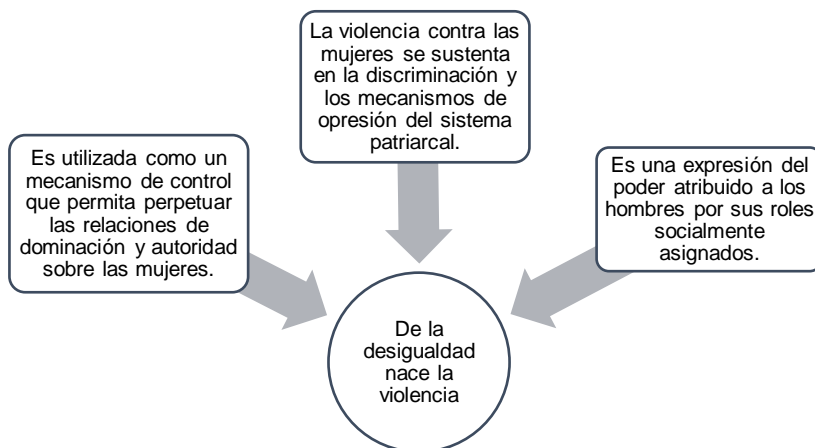 La violencia contra las
mujeres se sustenta
en la discriminación y
los mecanismos de
opresión del sistema
patriarcal.
Es utilizada como un
mecanismo de control
que permita perpetuar
las relaciones de
dominación y autoridad
sobre las mujeres.
Es una expresión del
poder atribuido a los
hombres por sus roles
socialmente
asignados.
De la
desigualdad
nace la
violencia